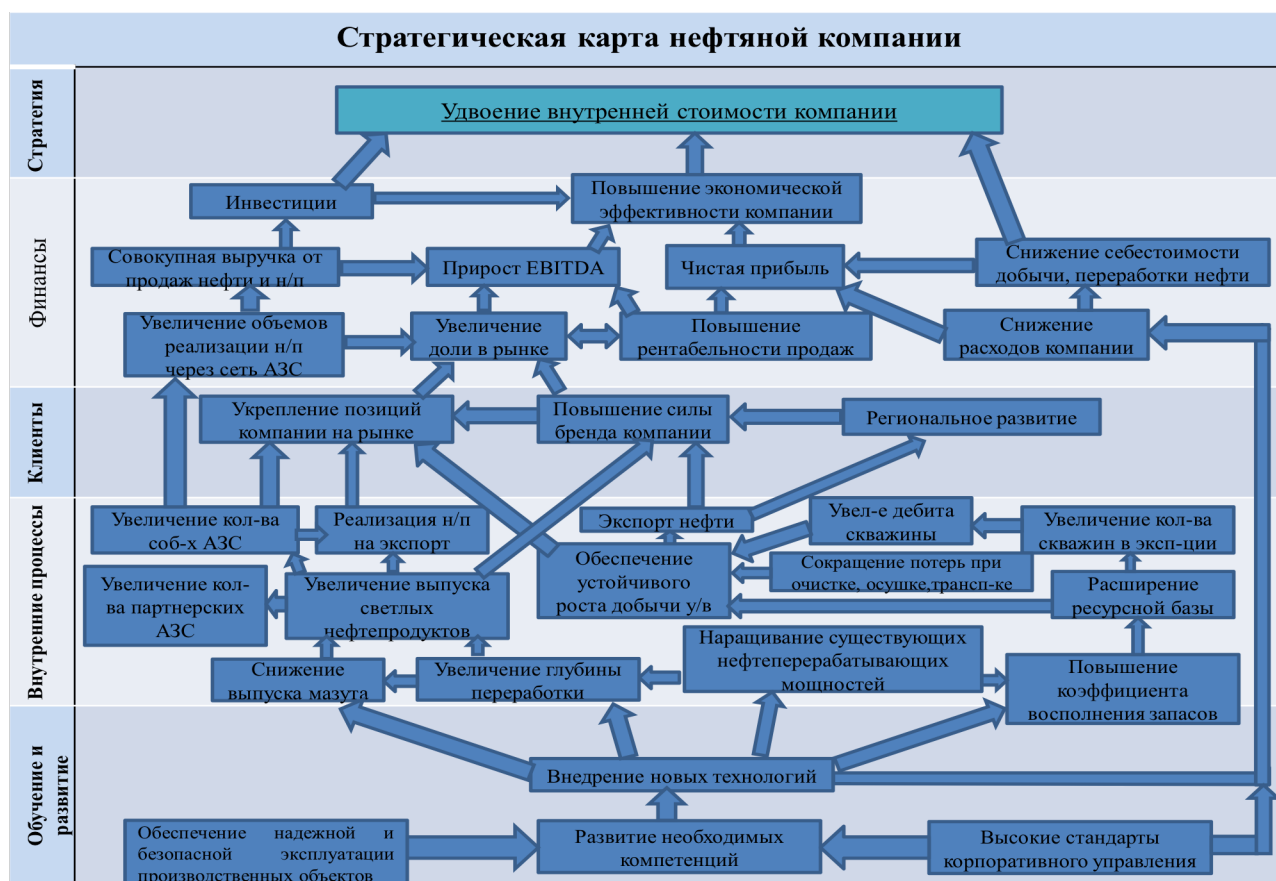 Стратегическая карта нефтяной компании
Стратегия
Удвоение внутренней стоимости компании
Финансы
Инвестиции
Повышение экономической
эффективности компании
Совокупная выручка от
продаж нефти и н/п
Прирост EBITDA
Чистая прибыль
Снижение себестоимости
добычи, переработки нефти
Увеличение объемов
реализации н/п
через сеть АЗС
Увеличение
доли в рынке
Повышение
рентабельности продаж
Снижение
расходов компании
Клиенты
Укрепление позиций
компании на рынке
Повышение силы
бренда компании
Региональное развитие
Внутренние процессы
Увеличение кол-ва
соб-х АЗС
Реализация н/п
на экспорт
Экспорт нефти
Увел-е дебита
скважины
Увеличение кол-ва
скважин в эксп-ции
Увеличение кол-
ва партнерских
АЗС
Увеличение выпуска
светлых
нефтепродуктов
Обеспечение
устойчивого
роста добычи у/в
Сокращение потерь при
очистке, осушке,трансп-ке
Расширение
ресурсной базы
Снижение
выпуска мазута
Увеличение глубины
переработки
Наращивание существующих
нефтеперерабатывающих
мощностей
Повышение
коэффициента
восполнения запасов
Обучение и
развитие
Внедрение новых технологий
Обеспечение надежной и
безопасной эксплуатации
производственных объектов
Развитие необходимых
компетенций
Высокие стандарты
корпоративного управления